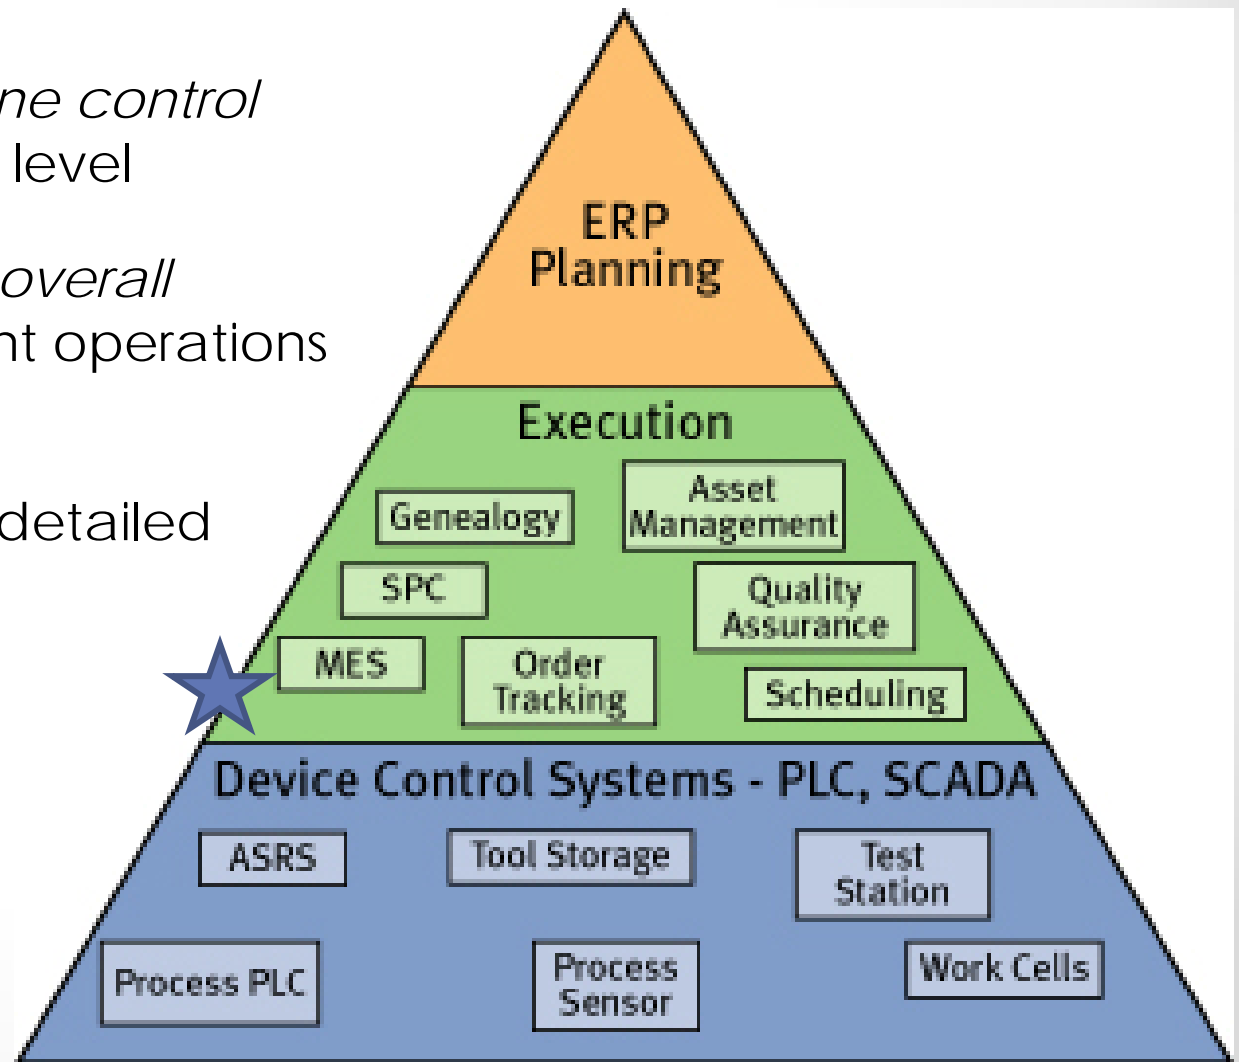 ne control
level
overall
nt operations
detailed
ERP
Planning
Execution
Genealogy
Asset
Management
SPC
Quality
Assurance
MES
Order
Tracking
Scheduling
Device Control Systems - PLC, SCADA
ASRS
Tool Storage
Test
Station
Process PLC
Process
Sensor
Work Cells